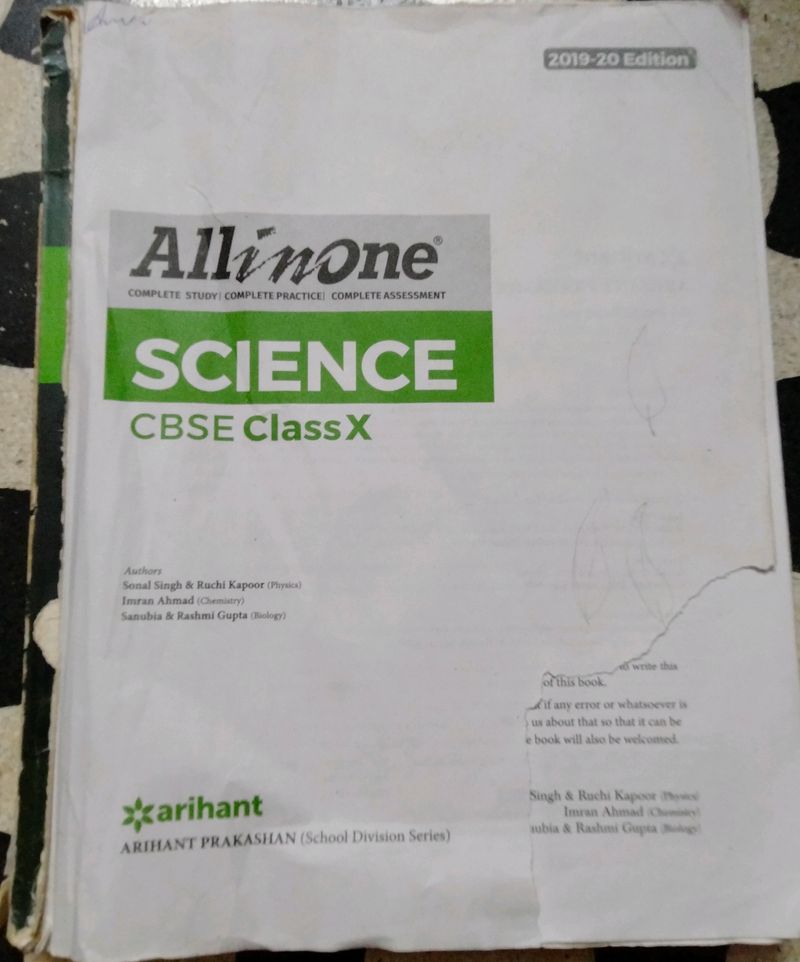 2019-20 Edition
Allinone®
COMPLETE STUDY| COMPLETE PRACTICE| COMPLETE ASSESSMENT
SCIENCE
CBSE Class X
Authors
Sonal Singh & Ruchi Kapoor (Physics)
Imran Ahmad (Chemistry)
Sanubia & Rashmi Gupta (Biology)
to write this
of this book.
if any error or whatsoever is
us about that so that it can be
e book will also be welcomed.
Singh & Ruchi Kapoor (Physics)
Imran Ahmad (Chemistry)
nubia & Rashmi Gupta (Biology)
arihant
ARIHANT PRAKASHAN (School Division Series)